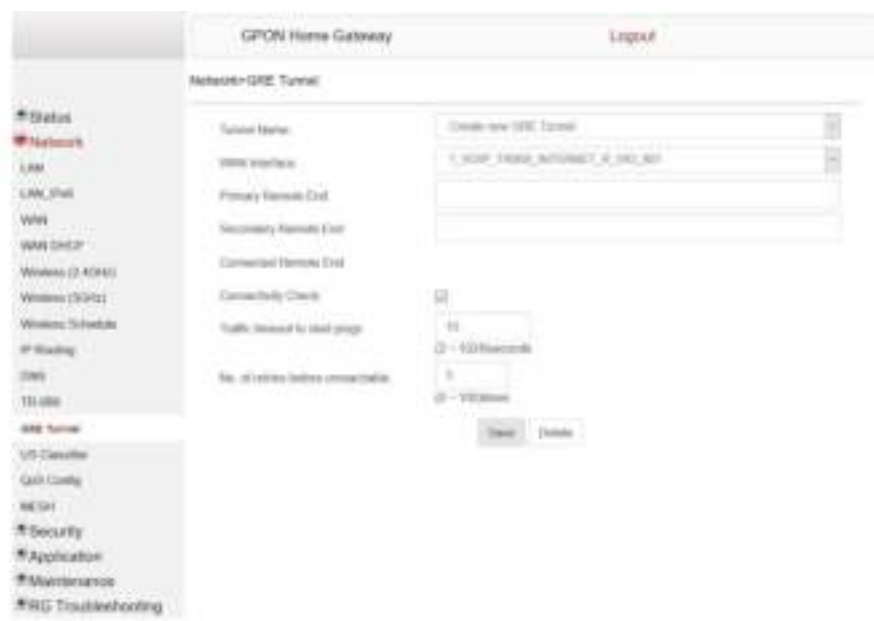 GPON Home Gateway
Logout
Network>GRE Tunnel
Status
Network
LAN
LAN_IPv6
WAN
WAN DHCP
Wireless (2.4GHz)
Wireless (5GHz)
Wireless Schedule
IP Routing
DNS
TR-069
GRE Tunnel
US Classifier
QoS Config
MESH
Security
Application
Maintenance
RG Troubleshooting
Tunnel Name
Create new GRE Tunnel
WAN Interface
Primary Remote End
Secondary Remote End
Connected Remote End
Connectivity Check
Traffic timeout to start pings
10
No. of retries before unreachable
Save
Delete